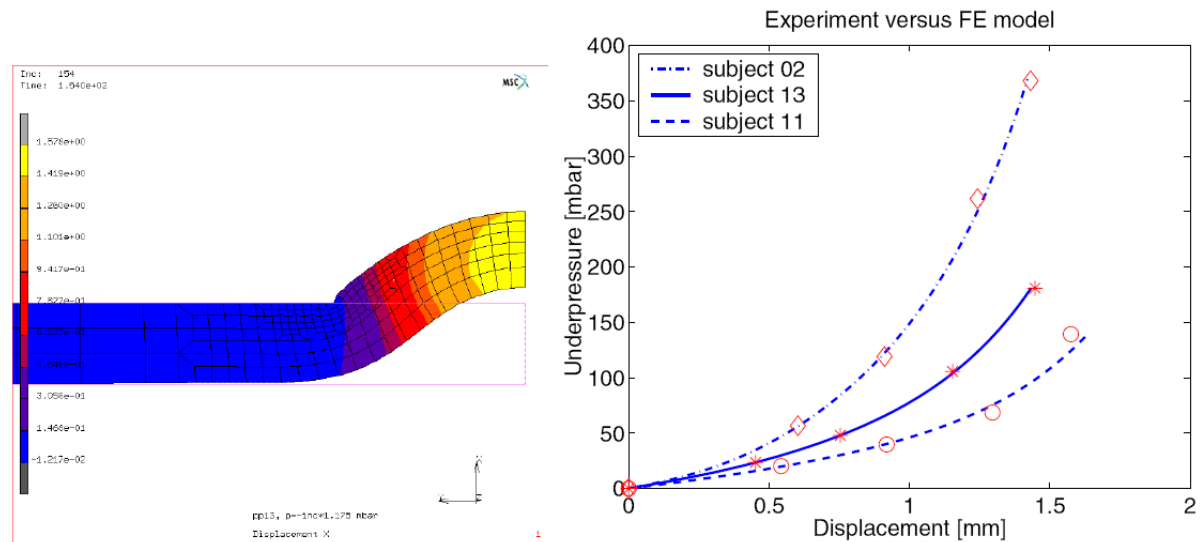 Inc: 154
Time: 1.540e+02
MSC
1.578e+00
1.419e+00
1.260e+00
1.101e+00
9.417e-01
7.822e-01
3.058e-01
1.466e-01
-1.217e-02
pp13, p=-inc*1.175 mbar
Displacement X
1
Experiment versus FE model
400
350
300
250
200
150
100
50
0
Underpressure [mbar]
subject 02
subject 13
subject 11
0
0.5
1
1.5
2
Displacement [mm]